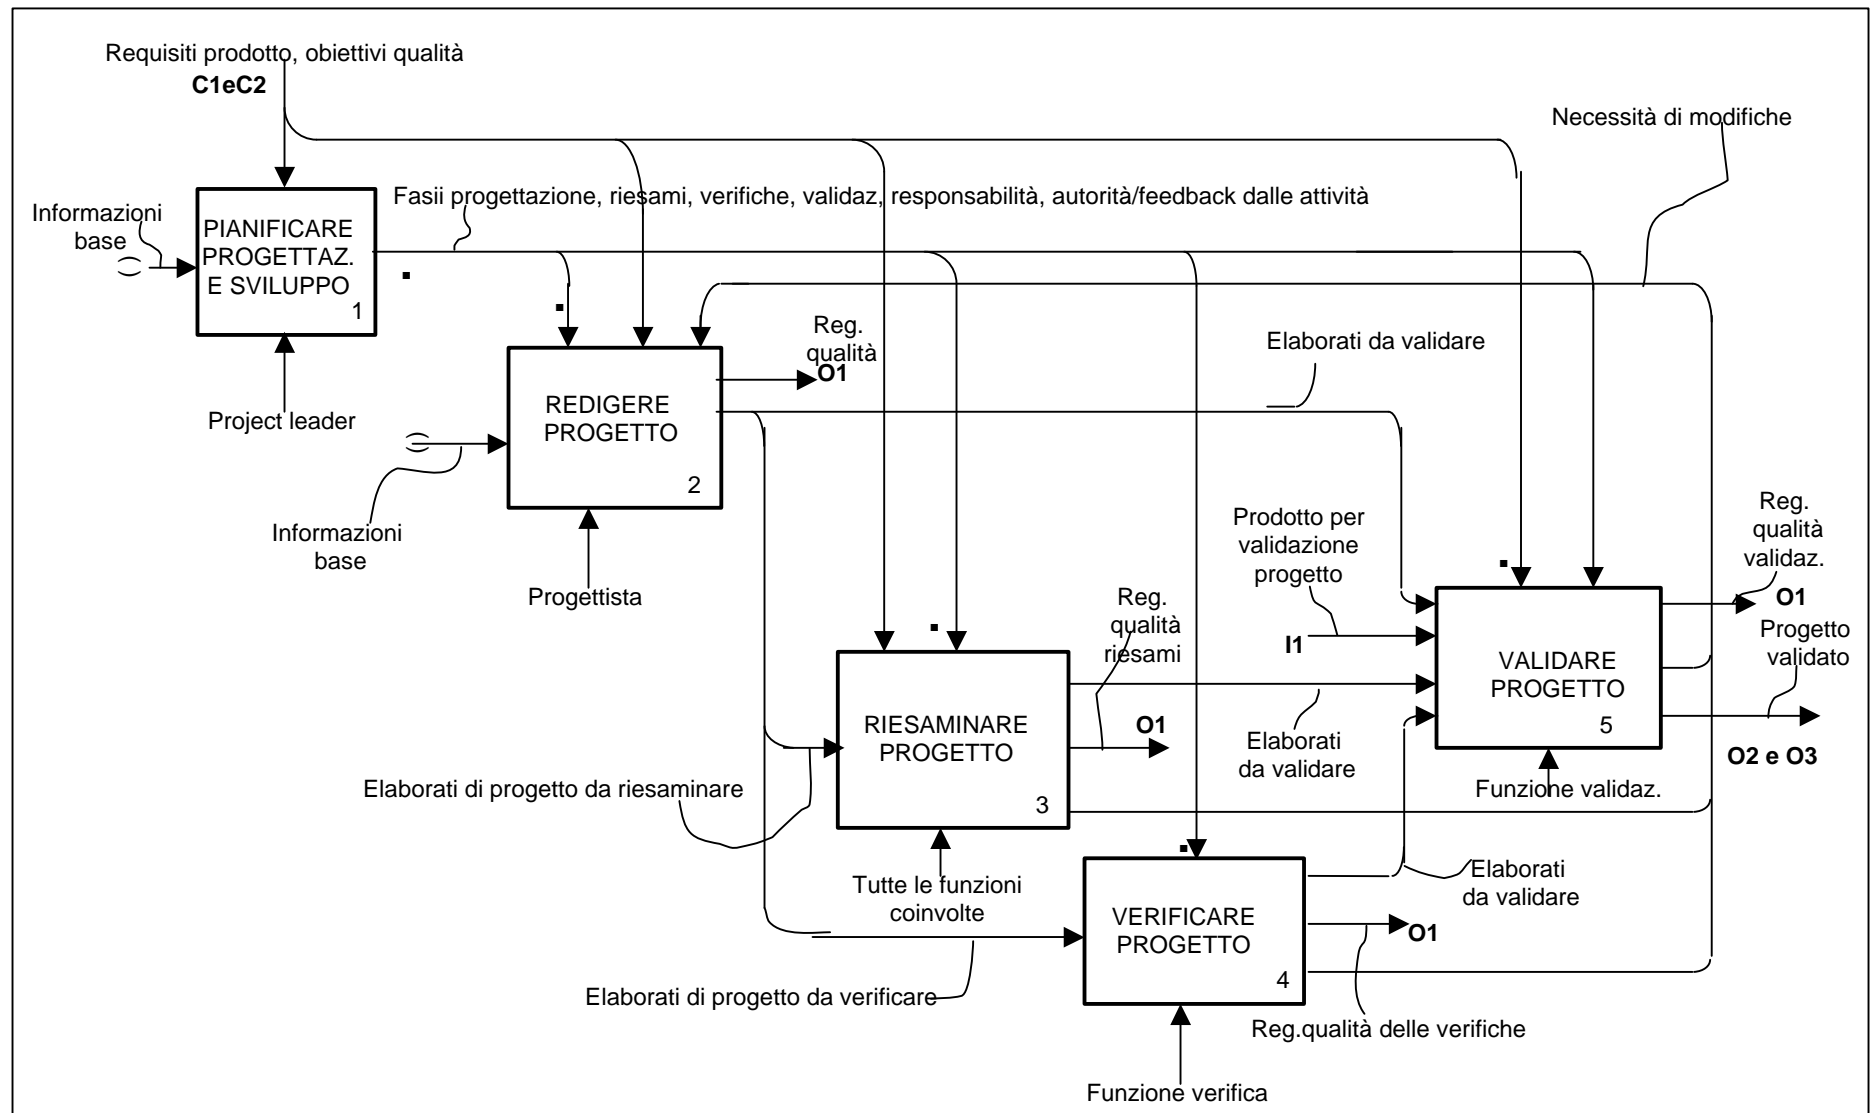 Requisiti prodotto, obiettivi qualità
C1eC2
Necessità di modifiche
Fasii progettazione, riesami, verifiche, validaz, responsabilità, autorità/feedback dalle attività
Informazioni
base
PIANIFICARE
PROGETTAZ.
E SVILUPPO
1
Project leader
Reg.
qualità
O1
Elaborati da validare
REDIGERE
PROGETTO
2
Informazioni
base
Progettista
Prodotto per
validazione
progetto
I1
Reg.
qualità
validaz.
O1
Progetto
validato
O2 e O3
VALIDARE
PROGETTO
5
Funzione validaz.
Reg.
qualità
riesami
O1
RIESAMINARE
PROGETTO
3
Elaborati
da validare
Elaborati di progetto da riesaminare
Tutte le funzioni
coinvolte
Elaborati
da validare
VERIFICARE
PROGETTO
4
O1
Elaborati di progetto da verificare
Reg.qualità delle verifiche
Funzione verifica